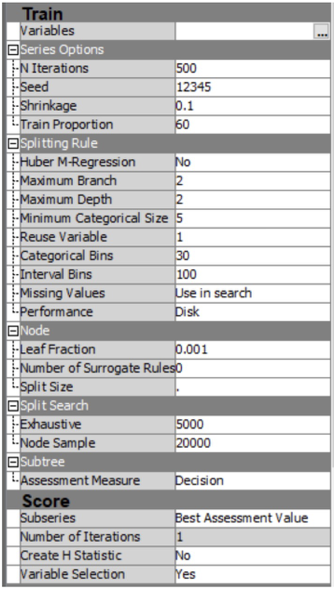 Train
Variables ...
Series Options
N Iterations 500
Seed 12345
Shrinkage 0.1
Train Proportion 60
Splitting Rule
Huber M-Regression No
Maximum Branch 2
Maximum Depth 2
Minimum Categorical Size 5
Reuse Variable 1
Categorical Bins 30
Interval Bins 100
Missing Values Use in search
Performance Disk
Node
Leaf Fraction 0.001
Number of Surrogate Rules 0
Split Size .
Split Search
Exhaustive 5000
Node Sample 20000
Subtree
Assessment Measure Decision
Score
Subseries Best Assessment Value
Number of Iterations 1
Create H Statistic No
Variable Selection Yes